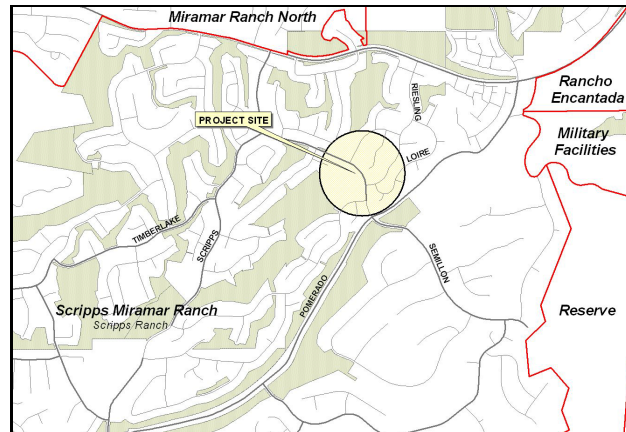 Miramar Ranch North
Rancho
Encantada
RIESLING
PROJECT SITE
Military
Facilities
LOIRE
TIMBERLAKE
SCRIPPS
SEMILLON
POMERADO
Scripps Miramar Ranch
Scripps Ranch
Reserve